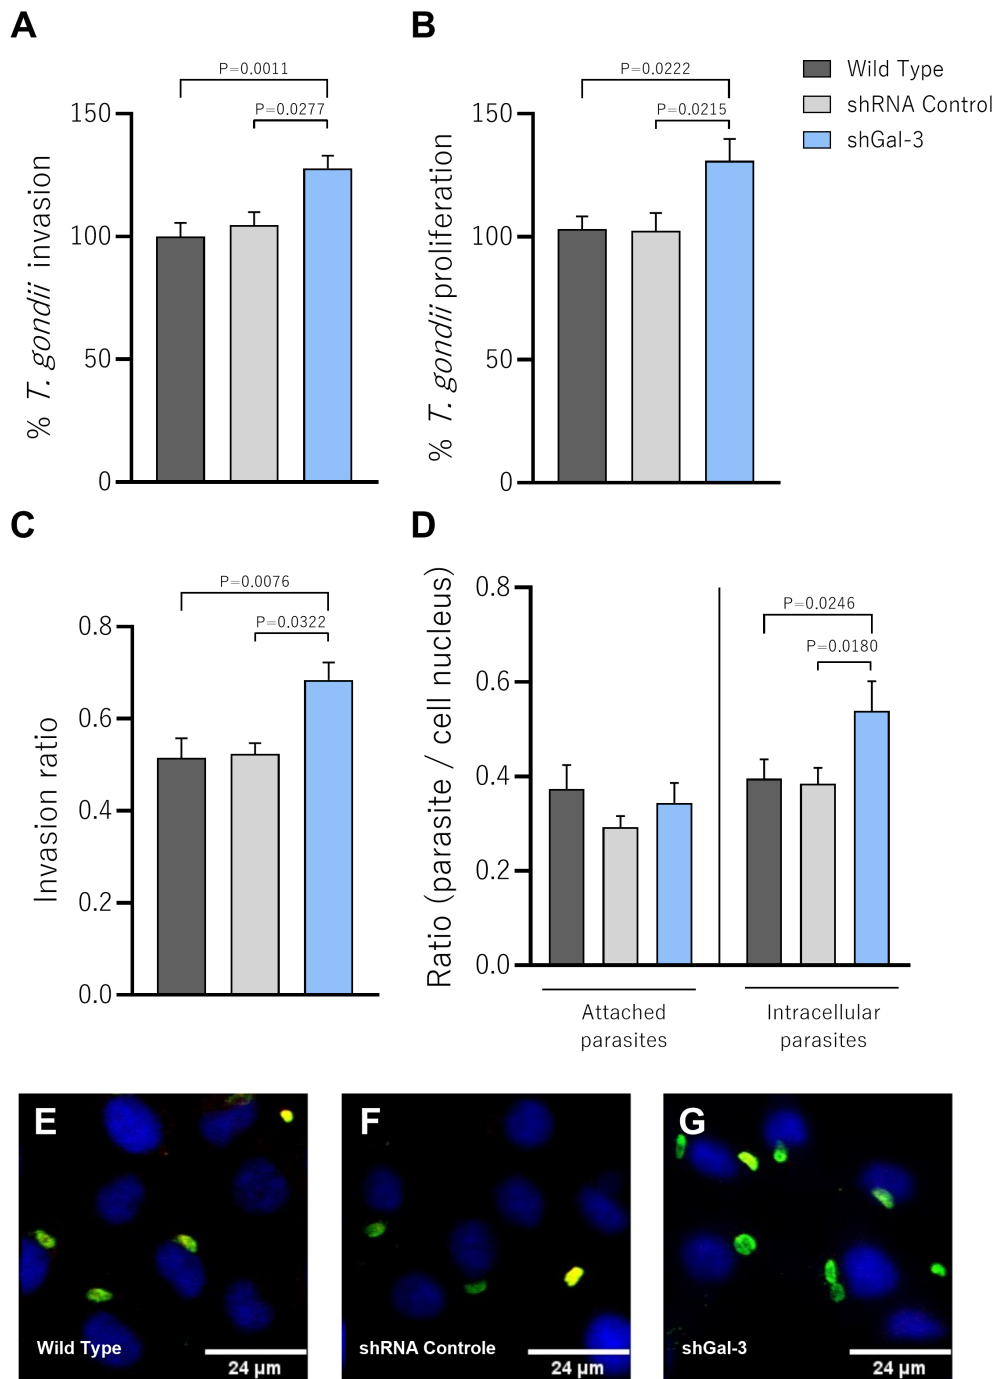 A
P=0.0011
P=0.0277
150
100
50
0
% T. gondii invasion
B
P=0.0222
P=0.0215
150
100
50
0
% T. gondii proliferation
Wild Type
shRNA Control
shGal-3
C
P=0.0076
P=0.0322
0.8
0.6
0.4
0.2
0.0
Invasion ratio
D
P=0.0246
P=0.0180
0.8
0.6
0.4
0.2
0.0
Ratio (parasite / cell nucleus)
Attached
parasites
Intracellular
parasites
E
Wild Type
24 µm
F
shRNA Controle
24 µm
G
shGal-3
24 µm